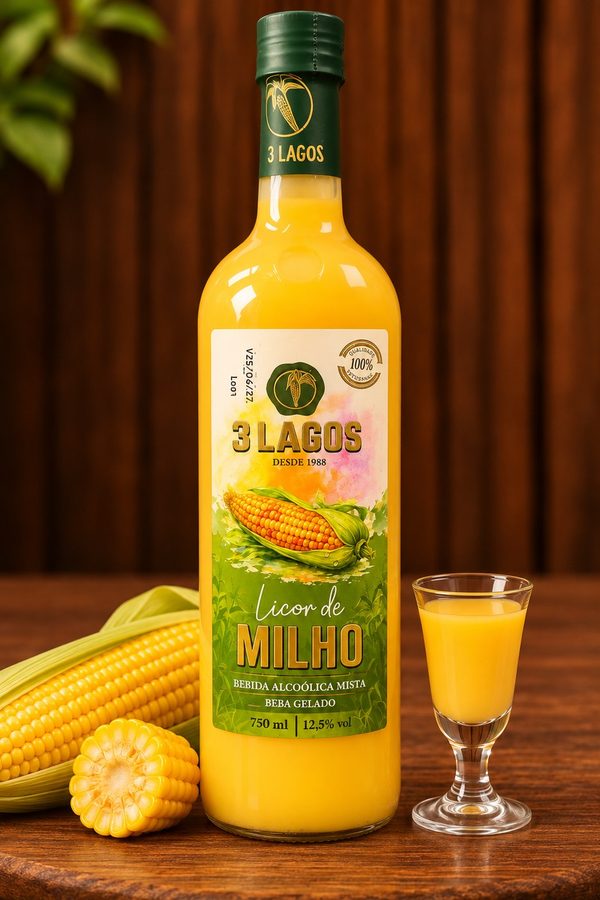 3 LAGOS
V25/06/27.
L001
QUALIDADE
100%
3 LAGOS
DESDE 1988
Licor de
MILHO
BEBIDA ALCOÓLICA MISTA
BEBA GELADO
750 ml | 12,5% vol